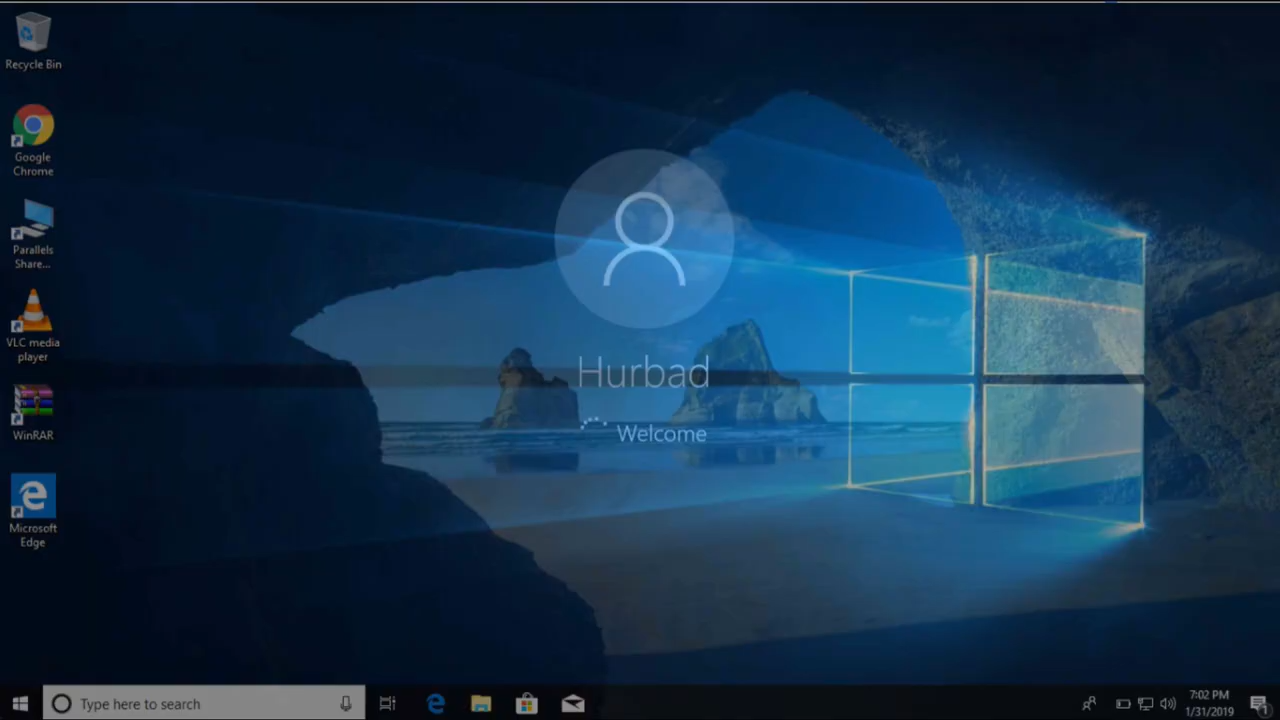 Recycle Bin
Google
Chrome
Parallels
Share...
VLC media
player
WinRAR
Microsoft
Edge
Hurbad
Welcome
Type here to search
7:02 PM
1/31/2019
1